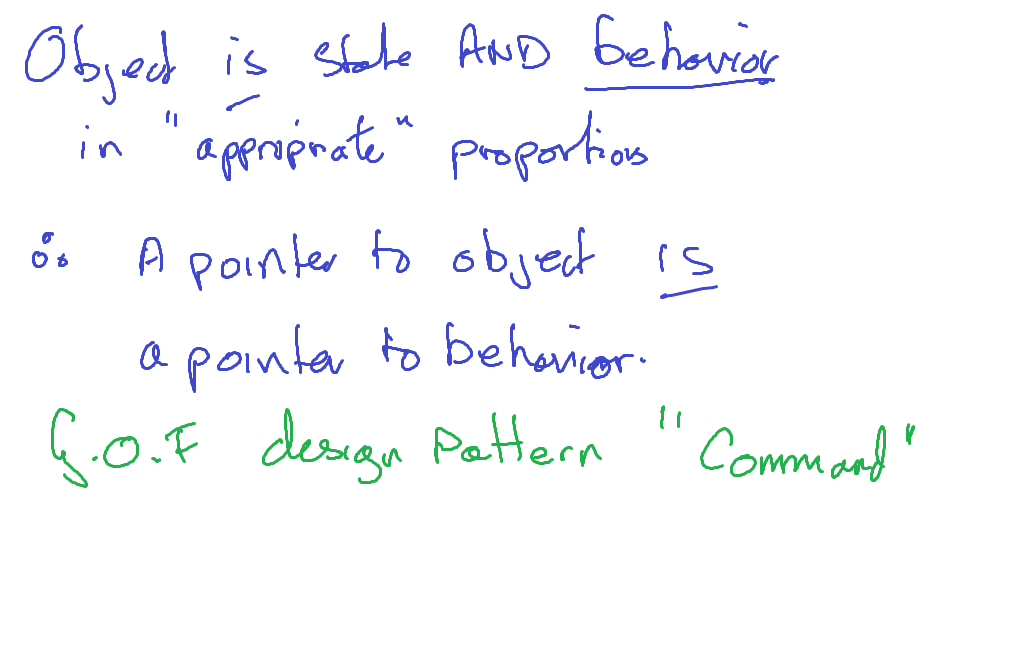 Object is state AND behavior
in "appropriate" proportions
∴ A pointer to object is
a pointer to behavior.
G.O.F design Pattern "Command"